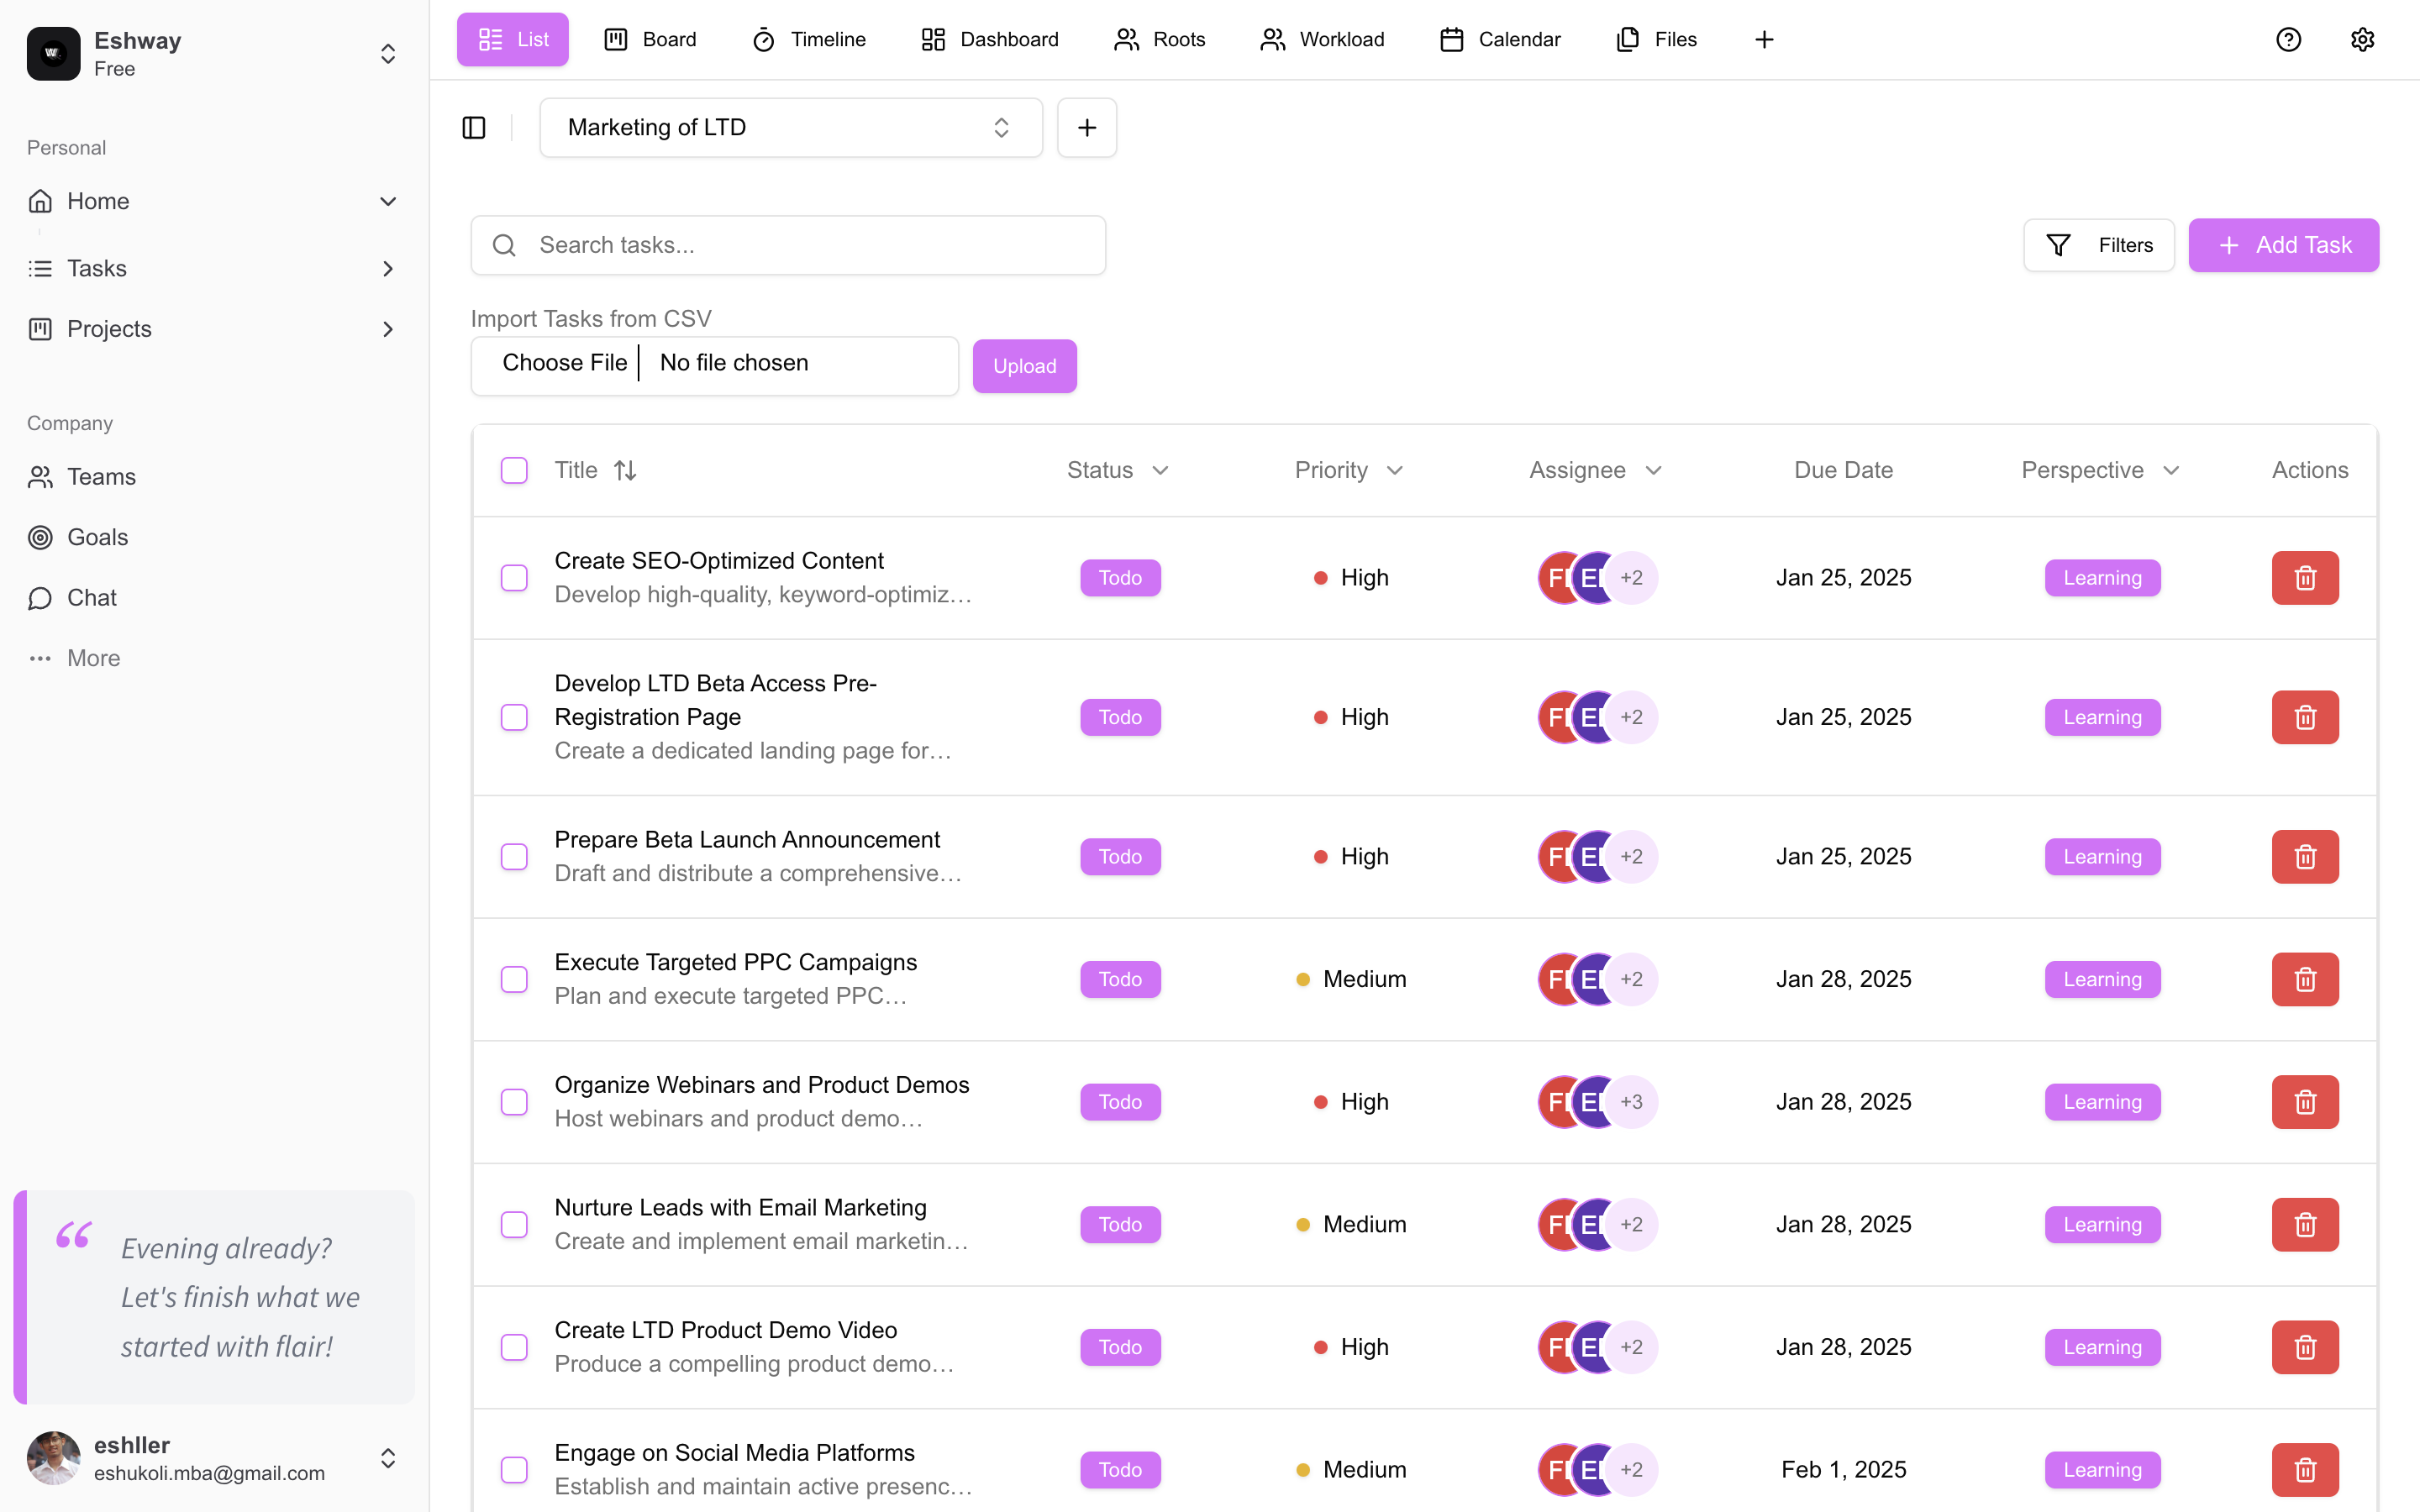 Eshway
Free
Personal
Home
Tasks
Projects
Company
Teams
Goals
Chat
More
“ Evening already?
Let's finish what we
started with flair!
eshller
eshukoli.mba@gmail.com
List Board Timeline Dashboard Roots Workload Calendar Files
Marketing of LTD
Search tasks...
Filters
Add Task
Import Tasks from CSV
Choose File No file chosen
Upload
Title Status Priority Assignee Due Date Perspective Actions
Create SEO-Optimized Content
Develop high-quality, keyword-optimiz…
Todo High +2 Jan 25, 2025 Learning
Develop LTD Beta Access Pre-
Registration Page
Create a dedicated landing page for…
Todo High +2 Jan 25, 2025 Learning
Prepare Beta Launch Announcement
Draft and distribute a comprehensive…
Todo High +2 Jan 25, 2025 Learning
Execute Targeted PPC Campaigns
Plan and execute targeted PPC…
Todo Medium +2 Jan 28, 2025 Learning
Organize Webinars and Product Demos
Host webinars and product demo…
Todo High +3 Jan 28, 2025 Learning
Nurture Leads with Email Marketing
Create and implement email marketin…
Todo Medium +2 Jan 28, 2025 Learning
Create LTD Product Demo Video
Produce a compelling product demo…
Todo High +2 Jan 28, 2025 Learning
Engage on Social Media Platforms
Establish and maintain active presenc…
Todo Medium +2 Feb 1, 2025 Learning